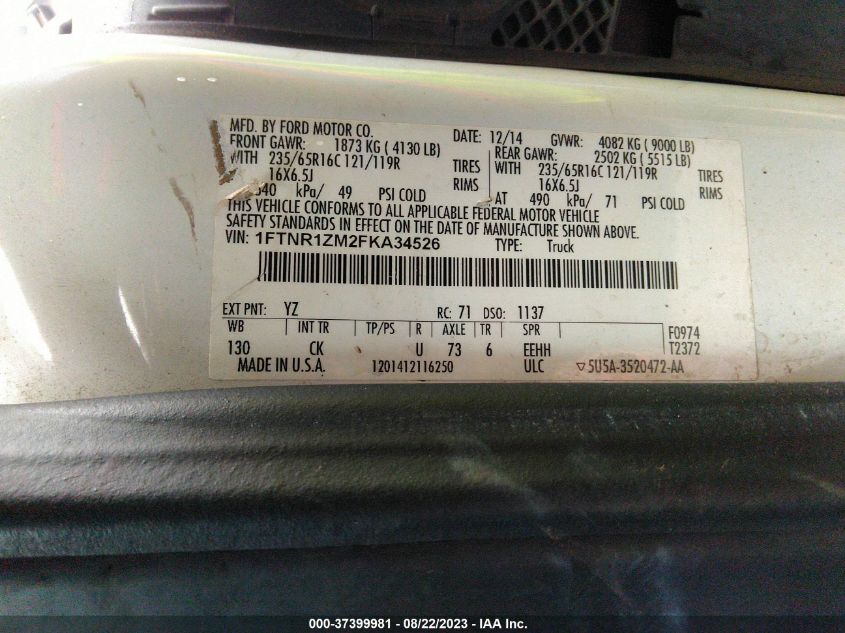 MFD. BY FORD MOTOR CO. DATE: 12/14 GVWR: 4082 KG ( 9000 LB)
FRONT GAWR: 1873 KG ( 4130 LB) REAR GAWR: 2502 KG ( 5515 LB)
WITH 235/65R16C 121/119R TIRES WITH 235/65R16C 121/119R TIRES
16X6.5J RIMS 16X6.5J RIMS
340 kPa/ 49 PSI COLD AT 490 kPa/ 71 PSI COLD
THIS VEHICLE CONFORMS TO ALL APPLICABLE FEDERAL MOTOR VEHICLE
SAFETY STANDARDS IN EFFECT ON THE DATE OF MANUFACTURE SHOWN ABOVE.
VIN: 1FTNR1ZM2FKA34526 TYPE: Truck
EXT PNT: YZ RC: 71 DSO: 1137
WB INT TR TP/PS R AXLE TR SPR F0974
130 CK U 73 6 EEHH T2372
MADE IN U.S.A. 1201412116250 ULC ▽5U5A-3520472-AA
000-37399981 - 08/22/2023 - IAA Inc.